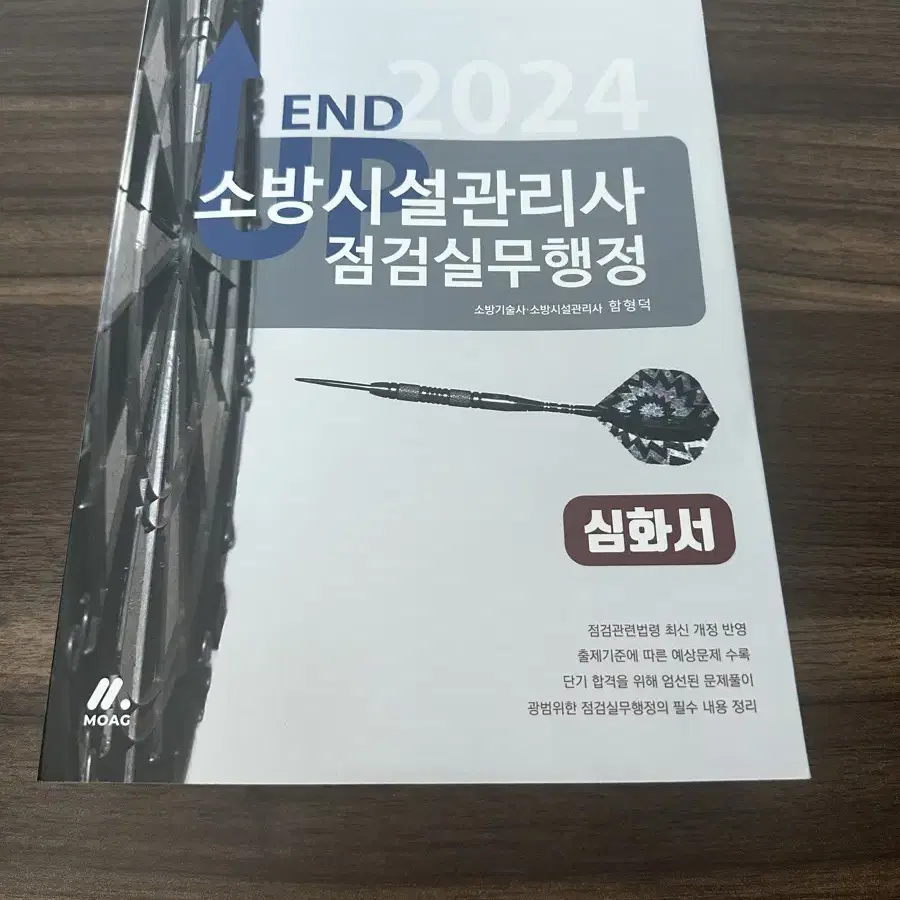 2024
END
UP
소방시설관리사
점검실무행정
소방기술사·소방시설관리사 함형덕
심화서
점검관련법령 최신 개정 반영
출제기준에 따른 예상문제 수록
단기 합격을 위해 엄선된 문제풀이
광범위한 점검실무행정의 필수 내용 정리
M.
MOAG